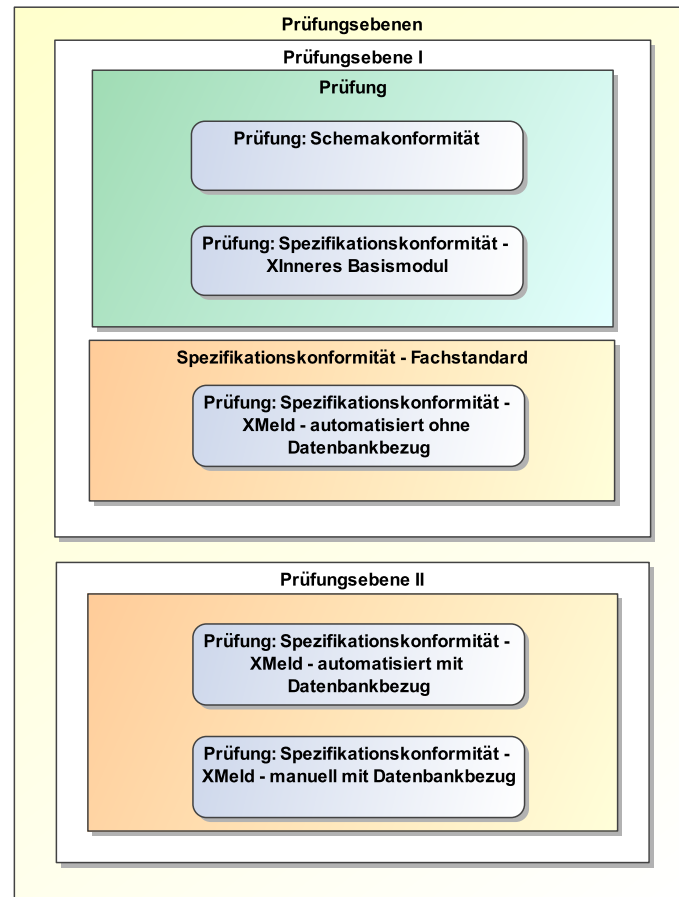 Prüfungsebenen
Prüfungsebene I
Prüfung
Prüfung: Schemakonformität
Prüfung: Spezifikationskonformität -
XInneres Basismodul
Spezifikationskonformität - Fachstandard
Prüfung: Spezifikationskonformität -
XMeld - automatisiert ohne
Datenbankbezug
Prüfungsebene II
Prüfung: Spezifikationskonformität -
XMeld - automatisiert mit
Datenbankbezug
Prüfung: Spezifikationskonformität -
XMeld - manuell mit Datenbankbezug